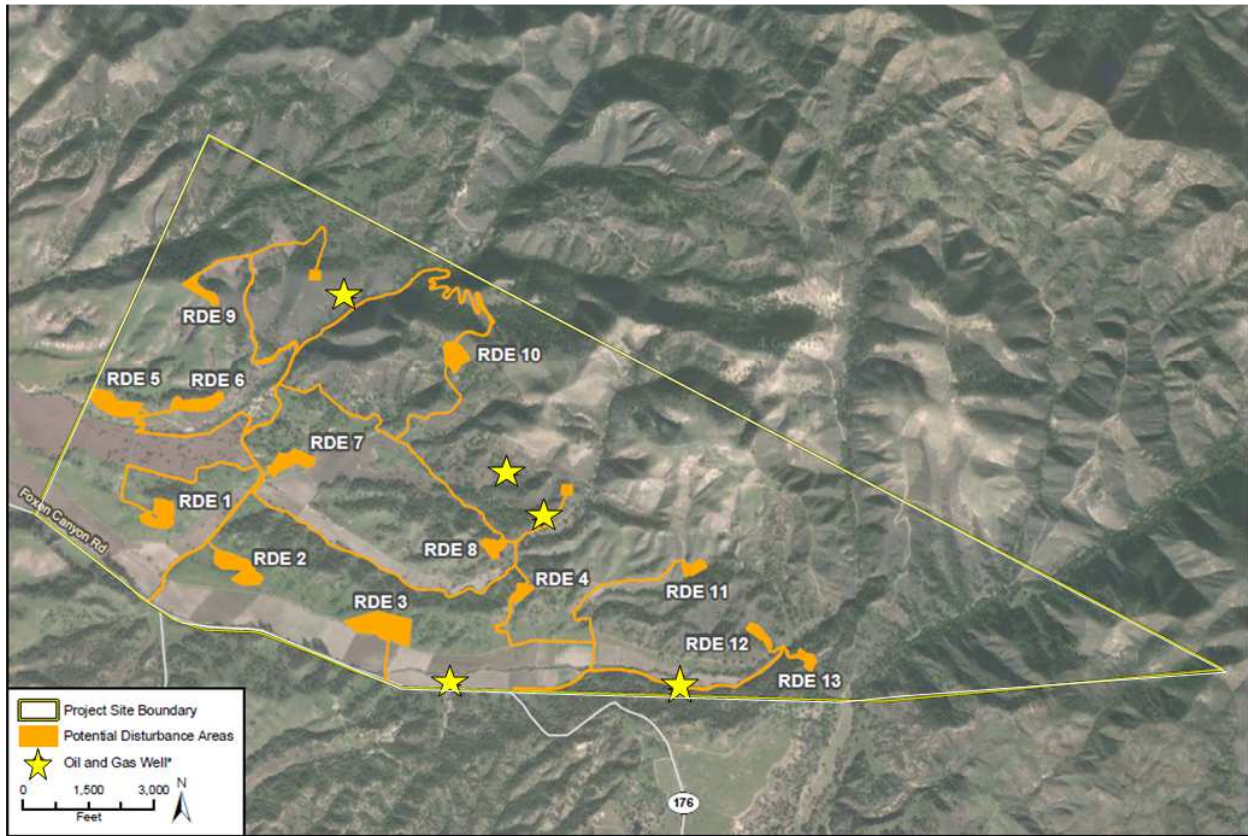 RDE 9
RDE 10
RDE 5
RDE 6
RDE 7
RDE 1
Foxen Canyon Rd
RDE 8
RDE 2
RDE 4
RDE 11
RDE 3
RDE 12
RDE 13
176
Project Site Boundary
Potential Disturbance Areas
Oil and Gas Well*
N
0 1,500 3,000
Feet